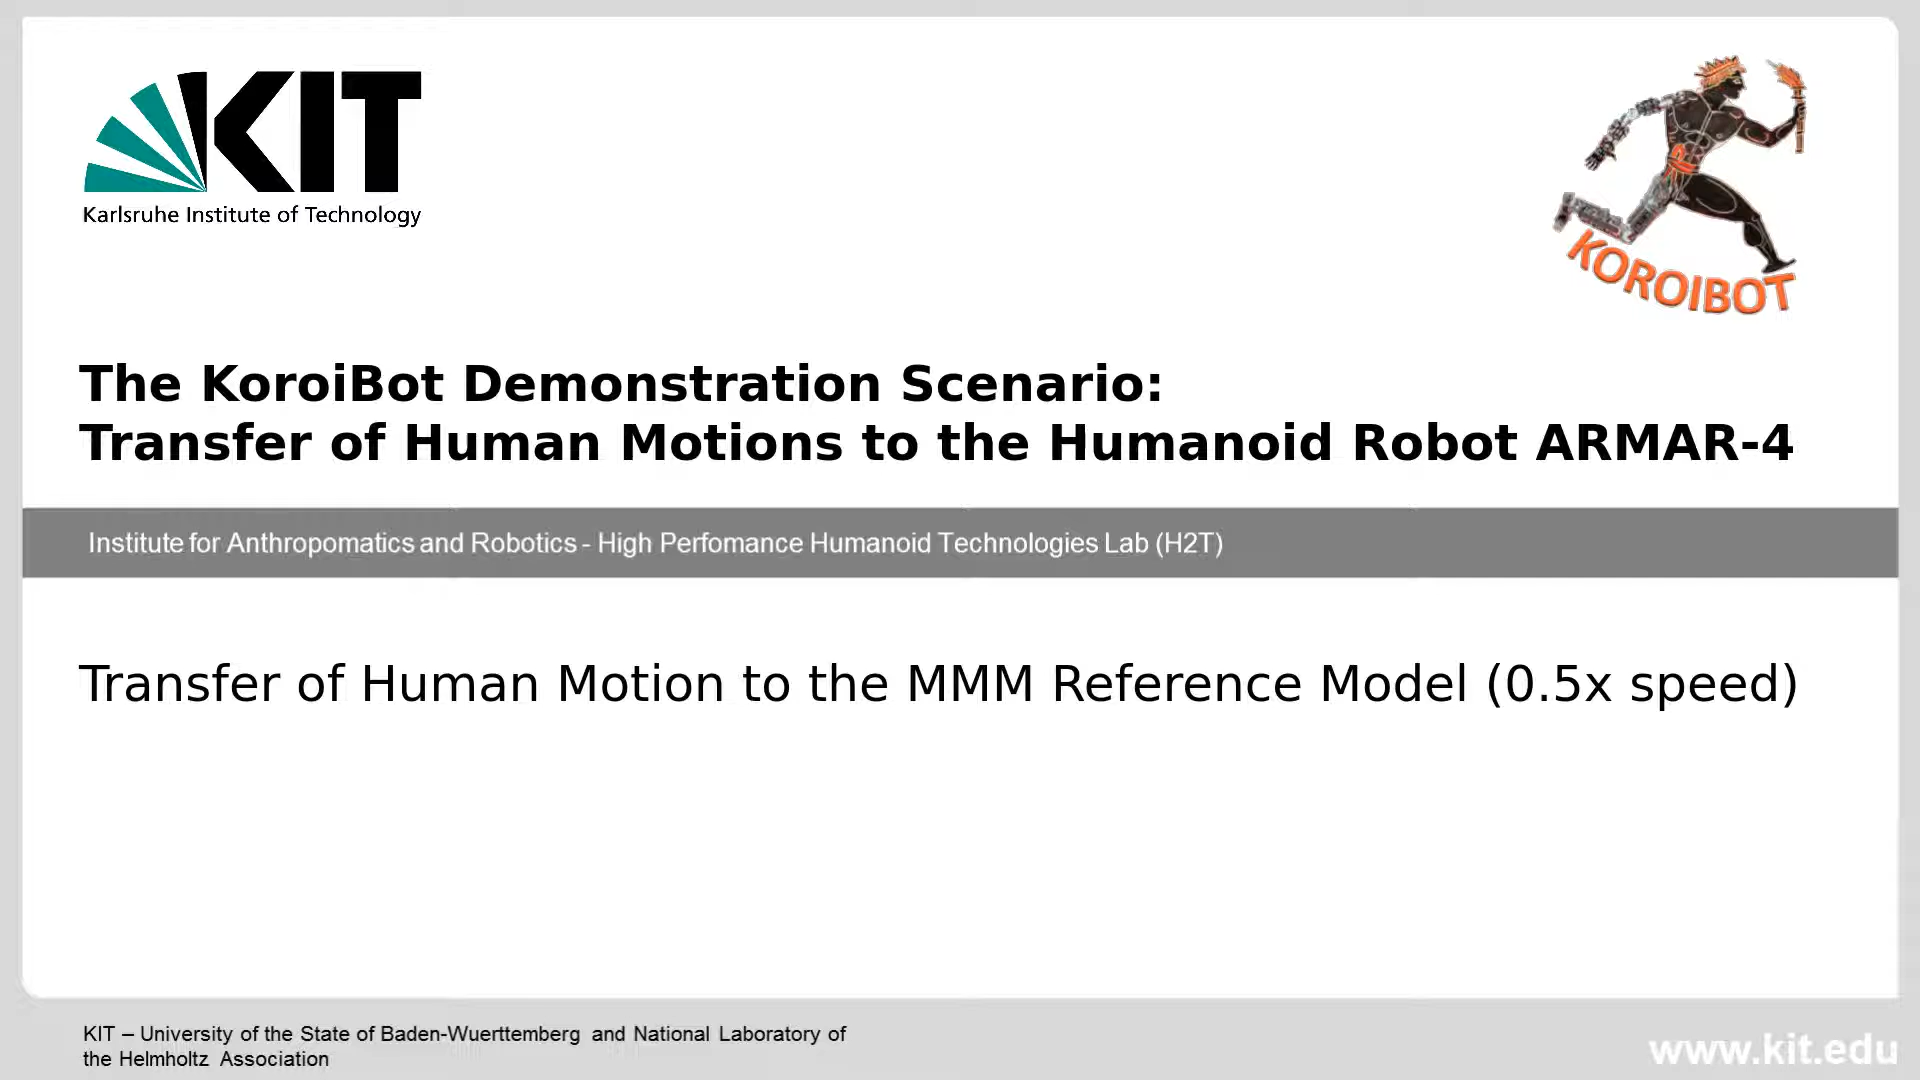 KIT
Karlsruhe Institute of Technology
KOROIBOT
The KoroiBot Demonstration Scenario:
Transfer of Human Motions to the Humanoid Robot ARMAR-4
Institute for Anthropomatics and Robotics - High Perfomance Humanoid Technologies Lab (H2T)
Transfer of Human Motion to the MMM Reference Model (0.5x speed)
KIT – University of the State of Baden-Wuerttemberg and National Laboratory of
the Helmholtz Association
www.kit.edu